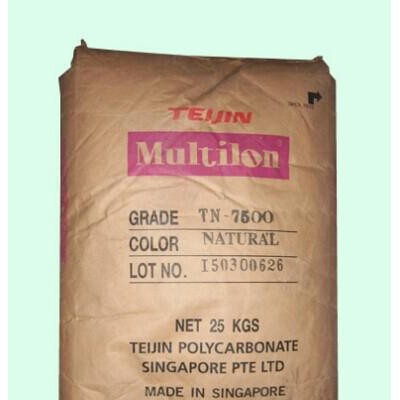 TEIJIN
Multilon®
GRADE TN-7500
COLOR NATURAL
LOT NO. I50300626
NET 25 KGS
TEIJIN POLYCARBONATE
SINGAPORE PTE LTD
MADE IN SINGAPORE